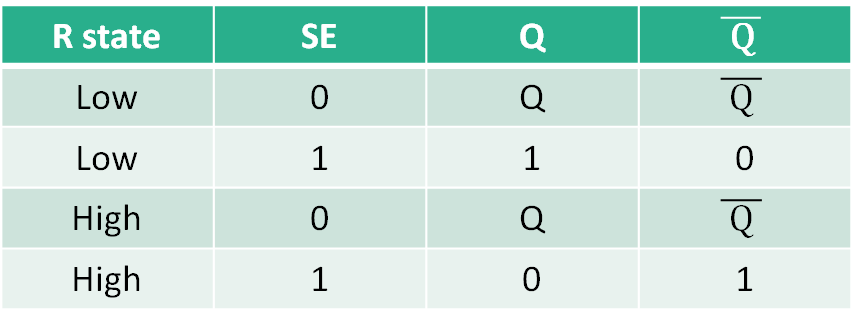 R state SE Q Q̅
Low 0 Q Q̅
Low 1 1 0
High 0 Q Q̅
High 1 0 1